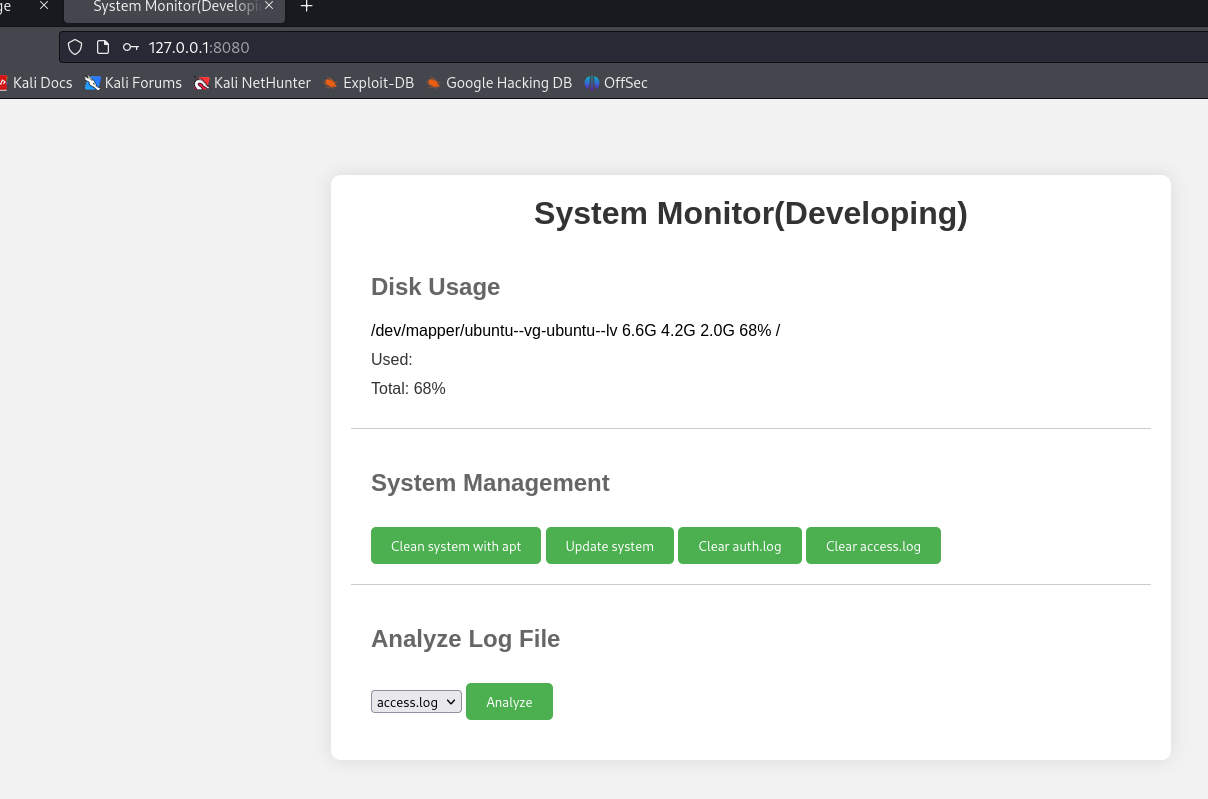 ge
System Monitor(Developi
127.0.0.1:8080
Kali Docs Kali Forums Kali NetHunter Exploit-DB Google Hacking DB OffSec
System Monitor(Developing)
Disk Usage
/dev/mapper/ubuntu--vg-ubuntu--lv 6.6G 4.2G 2.0G 68% /
Used:
Total: 68%
System Management
Clean system with apt Update system Clear auth.log Clear access.log
Analyze Log File
access.log Analyze